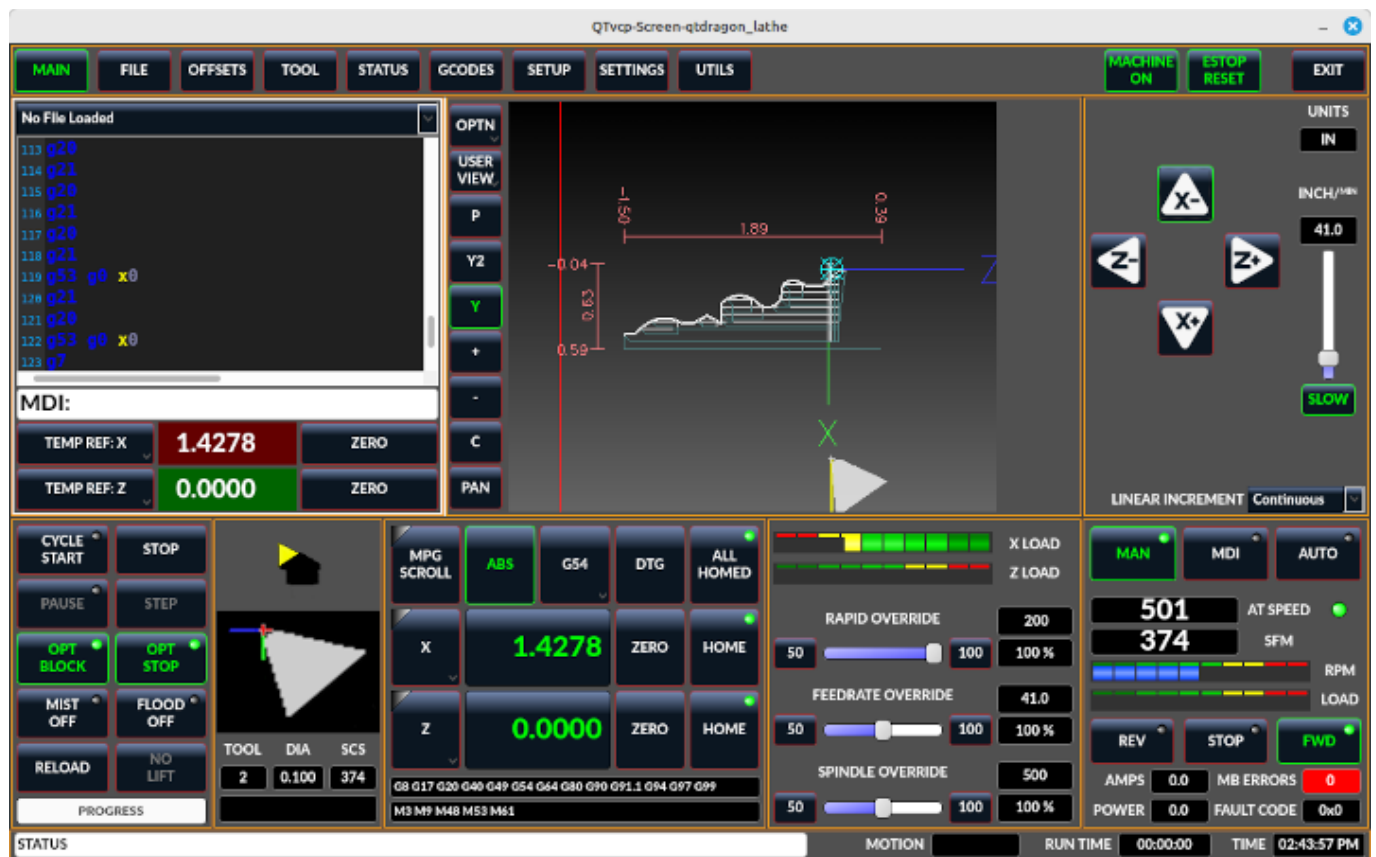 QTvcp-Screen-qtdragon_lathe
MAIN FILE OFFSETS TOOL STATUS GCODES SETUP SETTINGS UTILS
MACHINE ON
ESTOP RESET
EXIT
No File Loaded
113 g20
114 g21
115 g20
116 g21
117 g20
118 g21
119 g53 g0 x0
120 g21
121 g20
122 g53 g0 x0
123 g7
MDI:
TEMP REF: X 1.4278 ZERO
TEMP REF: Z 0.0000 ZERO
OPTN
USER VIEW
P
Y2
Y
+
-
C
PAN
-1.50
0.39
1.89
-0.04
0.63
0.59
Z
X
UNITS
IN
X-
INCH/MIN
41.0
Z-
Z+
X+
SLOW
LINEAR INCREMENT Continuous
CYCLE START
STOP
PAUSE
STEP
OPT BLOCK
OPT STOP
MIST OFF
FLOOD OFF
RELOAD
NO LIFT
PROGRESS
TOOL DIA SCS
2 0.100 374
MPG SCROLL
ABS
G54
DTG
ALL HOMED
X 1.4278 ZERO HOME
Z 0.0000 ZERO HOME
G8 G17 G20 G40 G49 G54 G64 G80 G90 G91.1 G94 G97 G99
M3 M9 M48 M53 M61
X LOAD
Z LOAD
RAPID OVERRIDE 200
50 100 100 %
FEEDRATE OVERRIDE 41.0
50 100 100 %
SPINDLE OVERRIDE 500
50 100 100 %
MAN MDI AUTO
501 AT SPEED
374 SFM
RPM
LOAD
REV STOP FWD
AMPS 0.0 MB ERRORS 0
POWER 0.0 FAULT CODE 0x0
STATUS
MOTION
RUN TIME 00:00:00
TIME 02:43:57 PM